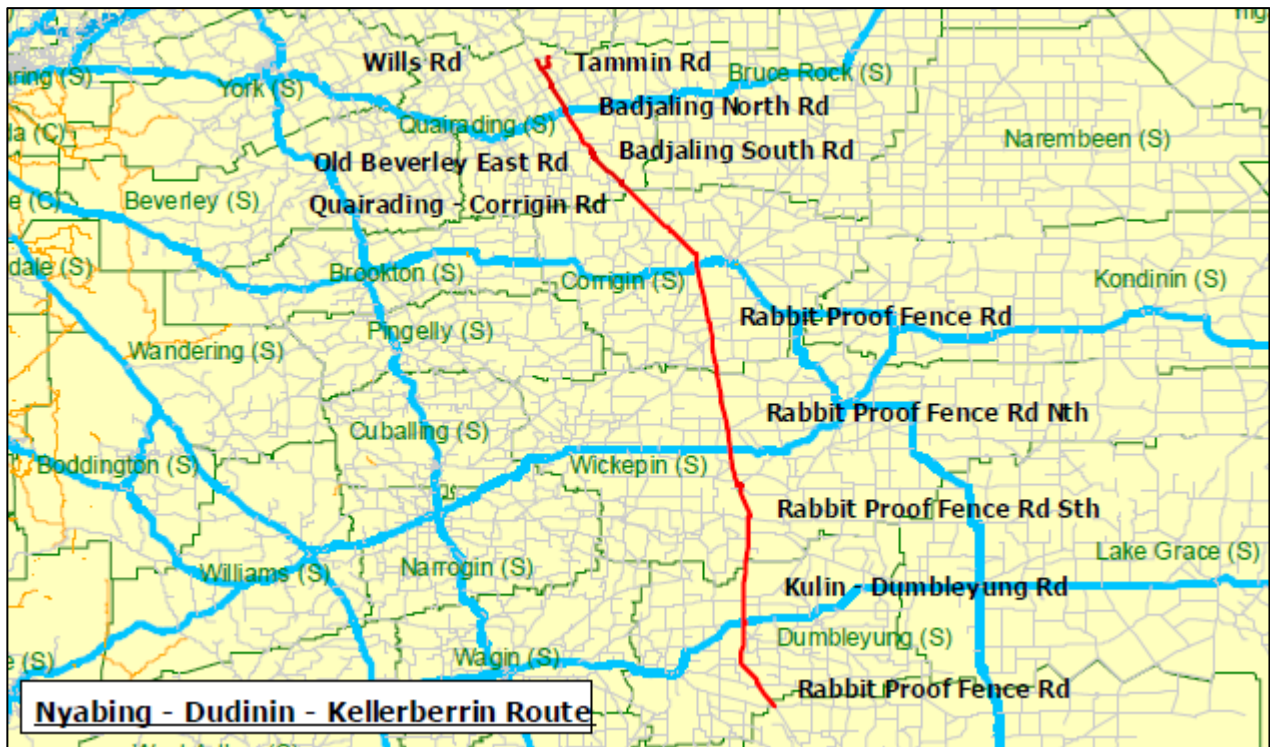 Wills Rd
Tammin Rd
aring (S)
York (S)
Bruce Rock (S)
Badjaling North Rd
Quairading (S)
la (C)
Narembeen (S)
Old Beverley East Rd
Badjaling South Rd
e (C)
Beverley (S)
Quairading - Corrigin Rd
dale (S)
Brookton (S)
Corrigin (S)
Kondinin (S)
Rabbit Proof Fence Rd
Pingelly (S)
Wandering (S)
Rabbit Proof Fence Rd Nth
Cuballing (S)
Boddington (S)
Wickepin (S)
Rabbit Proof Fence Rd Sth
Lake Grace (S)
Williams (S)
Narrogin (S)
Kulin - Dumbleyung Rd
Dumbleyung (S)
e (S)
Wagin (S)
Rabbit Proof Fence Rd
Nyabing - Dudinin - Kellerberrin Route